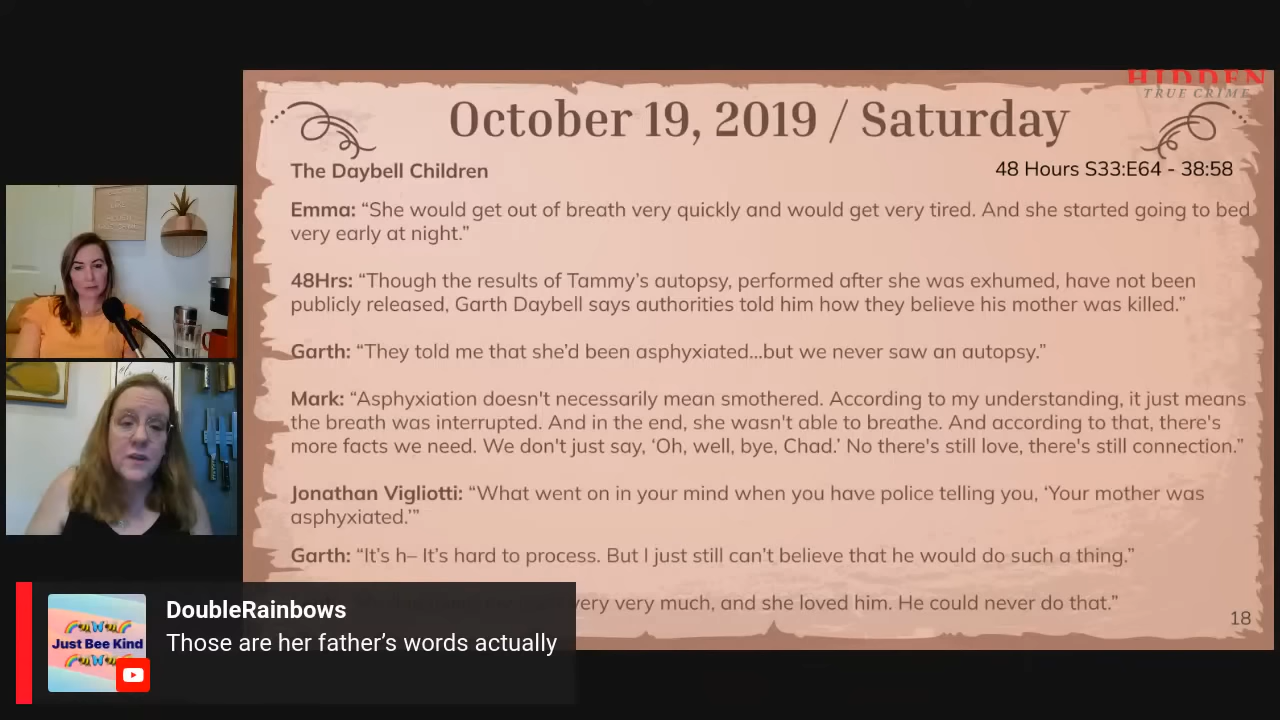 HIDDEN
TRUE CRIME
October 19, 2019 / Saturday
The Daybell Children
48 Hours S33:E64 - 38:58
Emma: “She would get out of breath very quickly and would get very tired. And she started going to bed
very early at night.”
48Hrs: “Though the results of Tammy’s autopsy, performed after she was exhumed, have not been
publicly released, Garth Daybell says authorities told him how they believe his mother was killed.”
Garth: “They told me that she’d been asphyxiated...but we never saw an autopsy.”
Mark: “Asphyxiation doesn't necessarily mean smothered. According to my understanding, it just means
the breath was interrupted. And in the end, she wasn't able to breathe. And according to that, there's
more facts we need. We don't just say, ‘Oh, well, bye, Chad.’ No there's still love, there's still connection.”
Jonathan Vigliotti: “What went on in your mind when you have police telling you, ‘Your mother was
asphyxiated.’”
Garth: “It’s h– It’s hard to process. But I just still can’t believe that he would do such a thing.”
very very much, and she loved him. He could never do that.”
18
Just Bee Kind
DoubleRainbows
Those are her father’s words actually